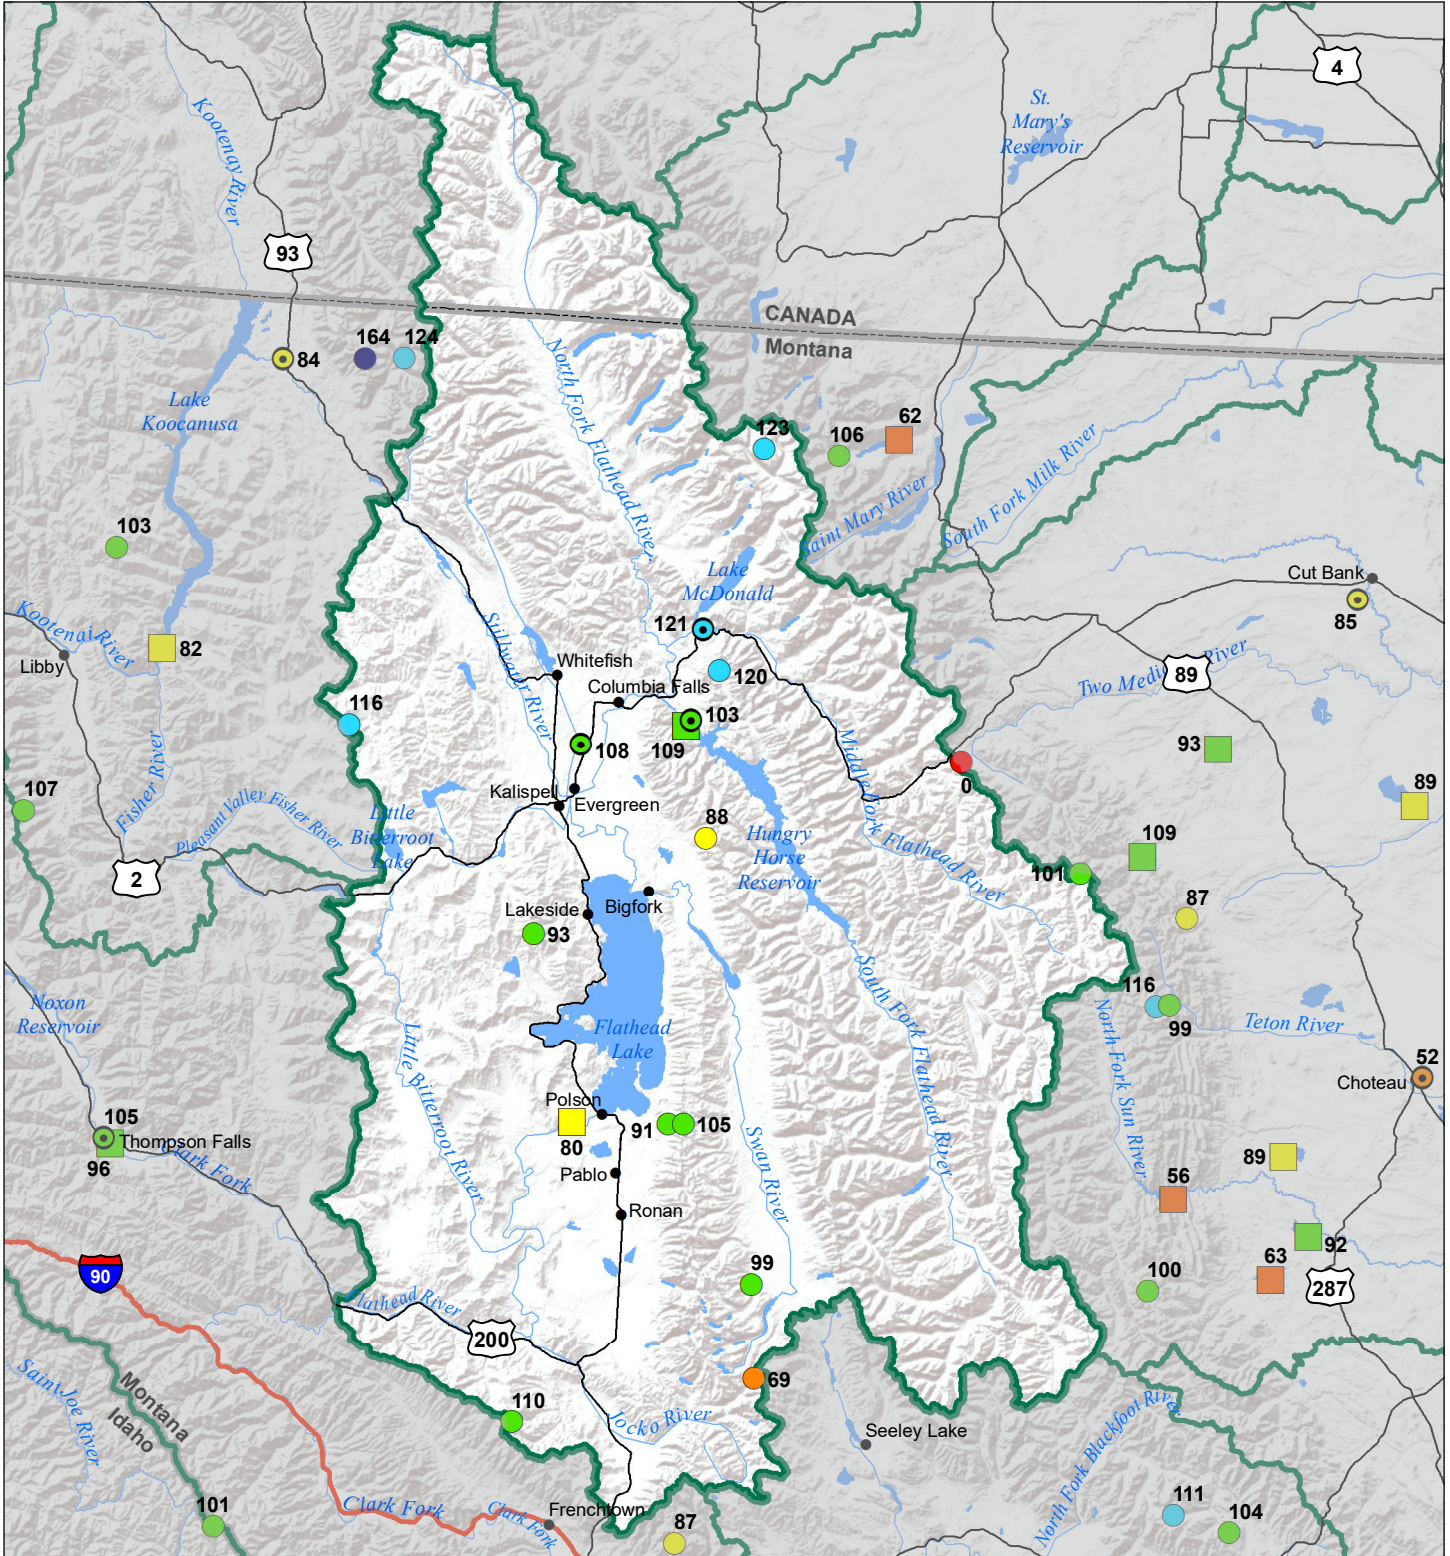 4
St.
Mary's
Reservoir
Kootenay River
93
CANADA
Montana
164
124
84
Lake
Koocanusa
North Fork Flathead River
123
106
62
Saint Mary River
South Fork Milk River
103
Cut Bank
85
Lake
McDonald
Kootenai River
Libby
82
Stillwater River
121
Whitefish
120
Columbia Falls
89
116
103
109
108
Middle Fork Flathead River
93
0
89
107
Fisher River
Pleasant Valley Fisher River
Little
Bitterroot
Lake
Kalispell
Evergreen
88
Hungry
Horse
Reservoir
2
109
101
87
Lakeside
Bigfork
93
South Fork Flathead River
116
99
Noxon
Reservoir
Little Bitterroot River
Flathead
Lake
North Fork Sun River
Teton River
52
Choteau
Polson
80
91
105
105
Thompson Falls
96
Clark Fork
Swan River
Pablo
Ronan
89
56
92
63
287
100
90
99
Flathead River
200
69
Saint Joe River
Montana
Idaho
110
Jocko River
Seeley Lake
North Fork Blackfoot River
101
Clark Fork
Clark Fork
Frenchtown
87
111
104